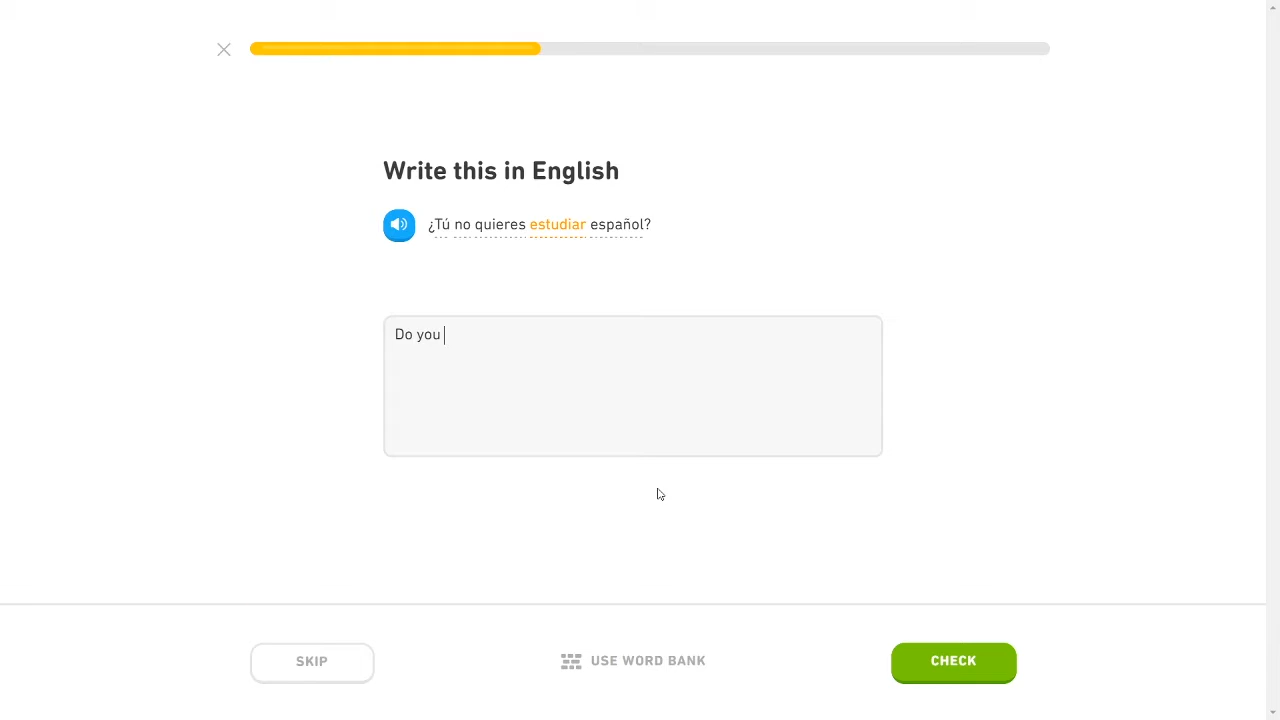 Write this in English
¿Tú no quieres estudiar español?
Do you
SKIP
USE WORD BANK
CHECK